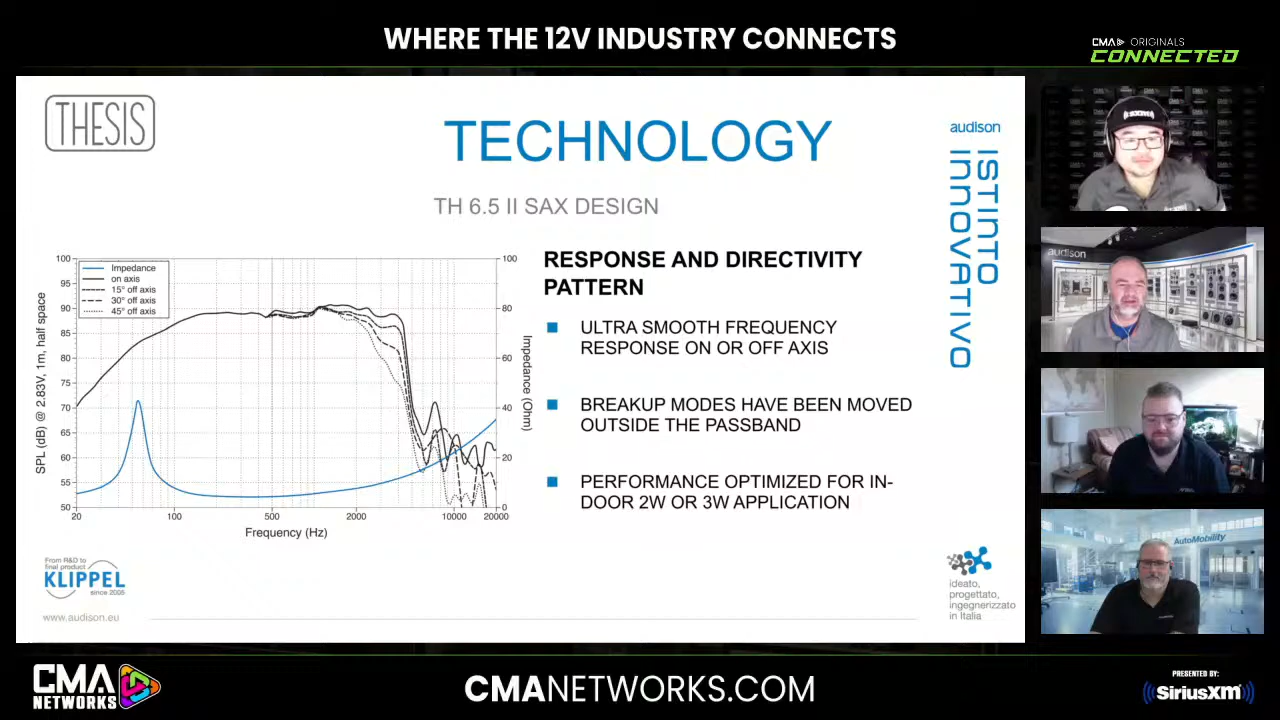 WHERE THE 12V INDUSTRY CONNECTS
CMA ORIGINALS
CONNECTED
THESIS
TECHNOLOGY
TH 6.5 II SAX DESIGN
audison
ISTINTO
INNOVATIVO
Impedance
on axis
15° off axis
30° off axis
45° off axis
SPL (dB) @ 2.83V, 1m, half space
100
95
90
85
80
75
70
65
60
55
50
100
80
60
40
20
0
Impedance (Ohm)
20
100
500
2000
10000
20000
Frequency (Hz)
RESPONSE AND DIRECTIVITY
PATTERN
ULTRA SMOOTH FREQUENCY
RESPONSE ON OR OFF AXIS
BREAKUP MODES HAVE BEEN MOVED
OUTSIDE THE PASSBAND
PERFORMANCE OPTIMIZED FOR IN-
DOOR 2W OR 3W APPLICATION
From R&D to
final product
KLIPPEL
since 2005
www.audison.eu
ideato,
progettato,
ingegnerizzato
in Italia
audison
AutoMobility
CMA
NETWORKS
CMANETWORKS.COM
PRESENTED BY:
SiriusXM